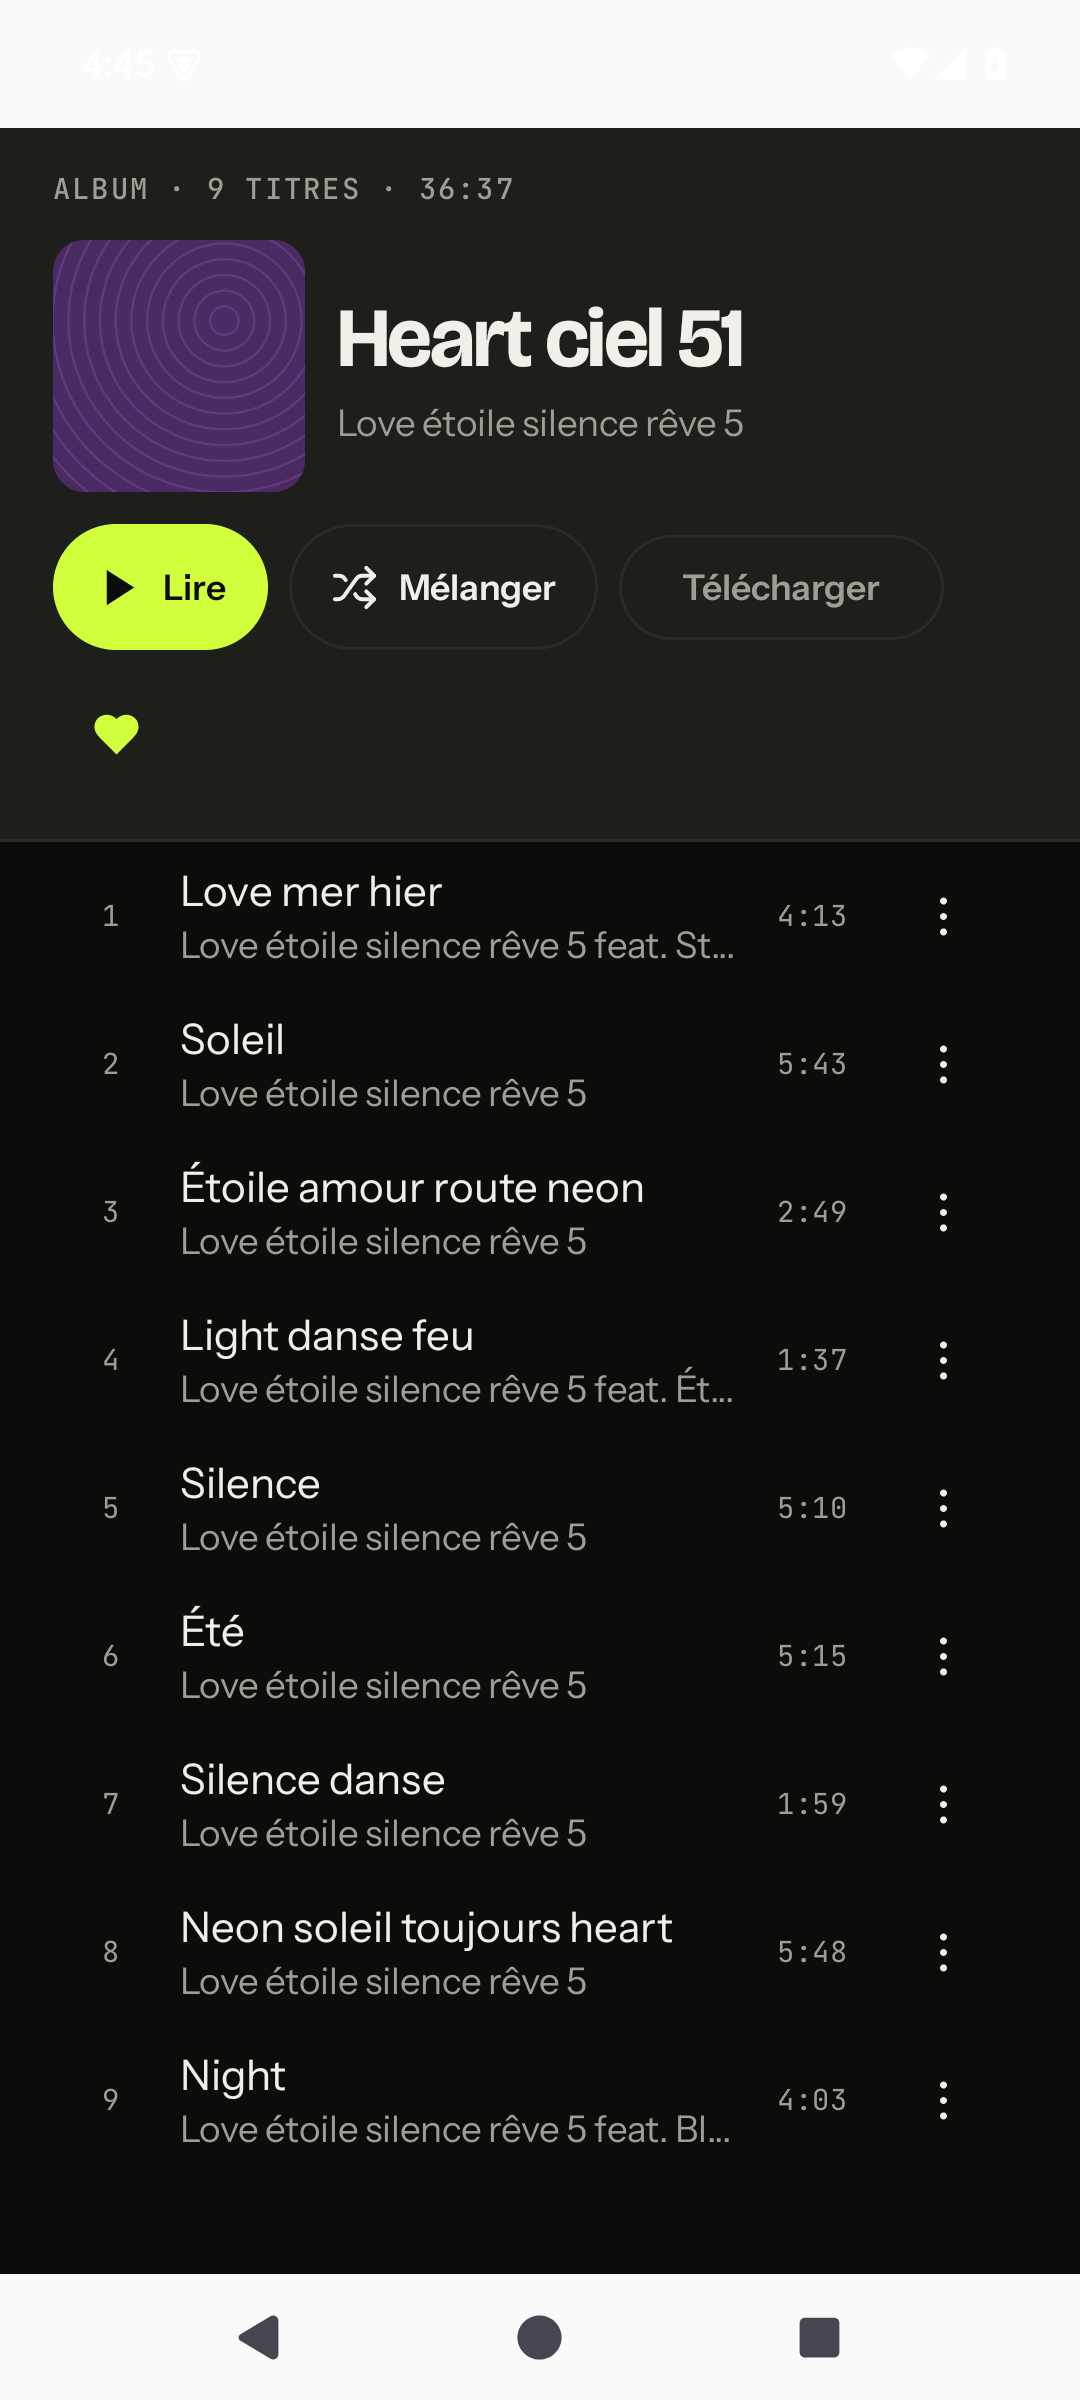 4:45
ALBUM · 9 TITRES · 36:37
Heart ciel 51
Love étoile silence rêve 5
Lire
Mélanger
Télécharger
1
Love mer hier
Love étoile silence rêve 5 feat. St...
4:13
2
Soleil
Love étoile silence rêve 5
5:43
3
Étoile amour route neon
Love étoile silence rêve 5
2:49
4
Light danse feu
Love étoile silence rêve 5 feat. Ét...
1:37
5
Silence
Love étoile silence rêve 5
5:10
6
Été
Love étoile silence rêve 5
5:15
7
Silence danse
Love étoile silence rêve 5
1:59
8
Neon soleil toujours heart
Love étoile silence rêve 5
5:48
9
Night
Love étoile silence rêve 5 feat. Bl...
4:03